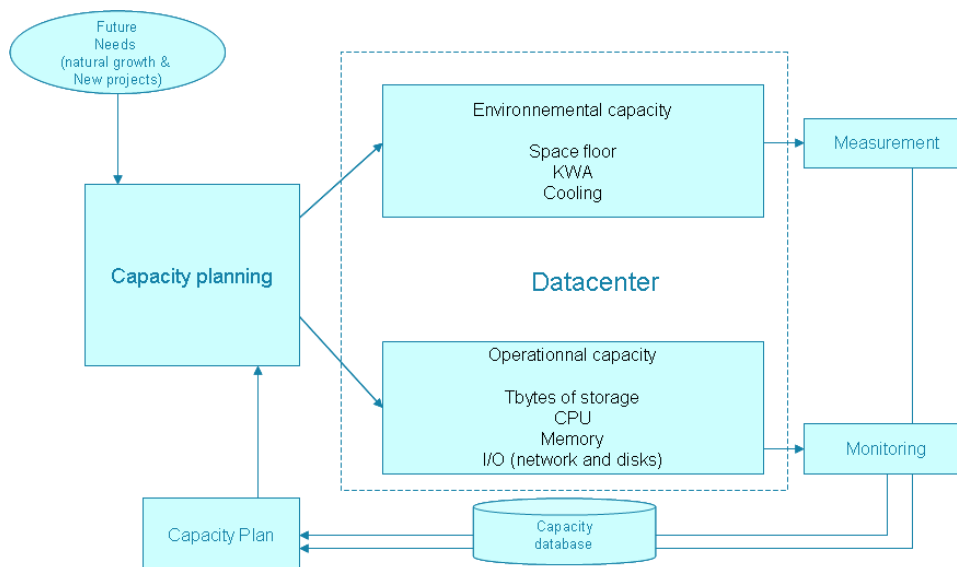 Future
Needs
(natural growth &
New projects)
Environnemental capacity
Space floor
KWA
Cooling
Measurement
Capacity planning
Datacenter
Operationnal capacity
Tbytes of storage
CPU
Memory
I/O (network and disks)
Monitoring
Capacity Plan
Capacity
database